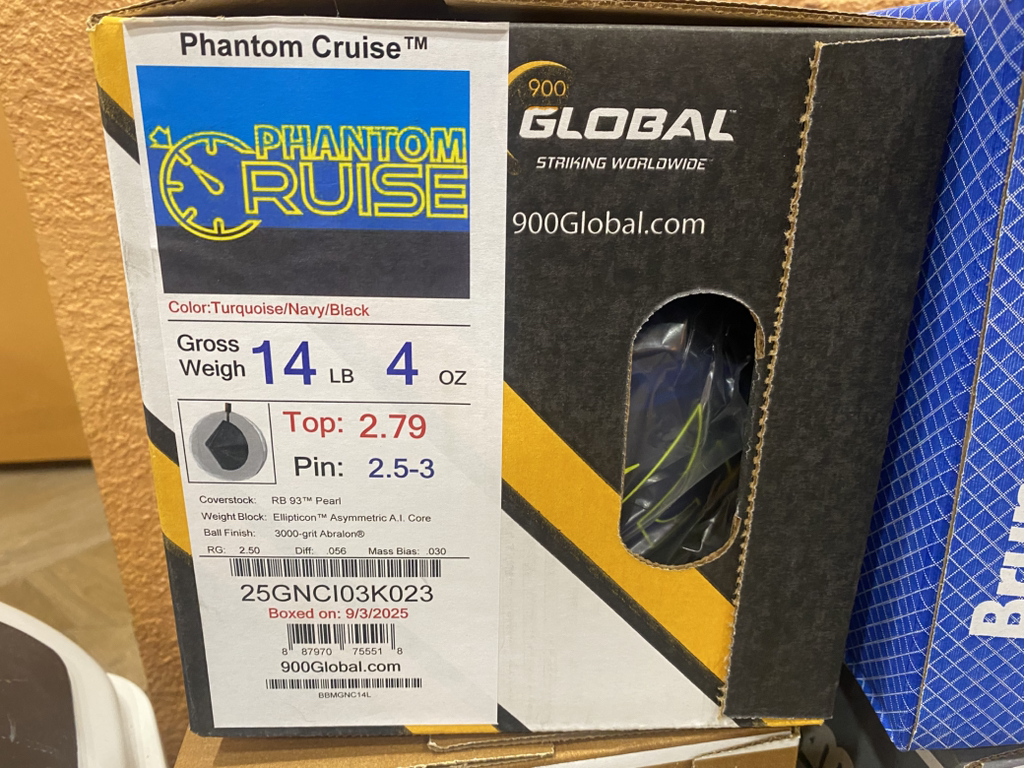 Phantom Cruise™
PHANTOM
CRUISE
Color:Turquoise/Navy/Black
Gross
Weigh 14 LB 4 OZ
Top: 2.79
Pin: 2.5-3
Coverstock: RB 93™ Pearl
Weight Block: Ellipticon™ Asymmetric A.I. Core
Ball Finish: 3000-grit Abralon®
RG: 2.50 Diff: .056 Mass Bias: .030
25GNCI03K023
Boxed on: 9/3/2025
8 87970 75551 8
900Global.com
BBMGNC14L
900
GLOBAL™
STRIKING WORLDWIDE™
900Global.com